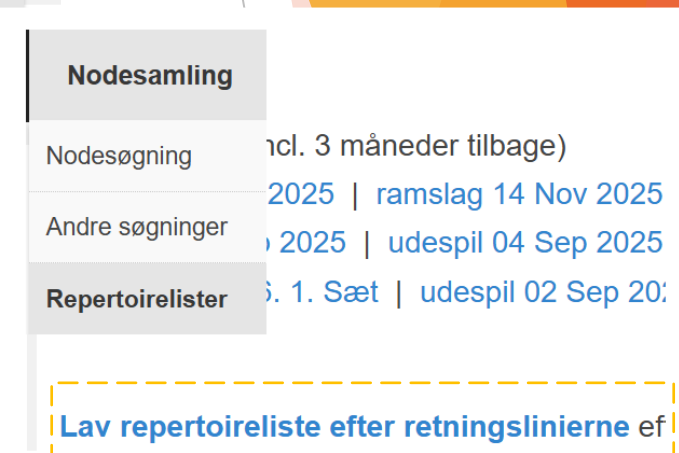 Nodesamling
Nodesøgning
ncl. 3 måneder tilbage)
2025 | ramslag 14 Nov 2025
Andre søgninger
2025 | udespil 04 Sep 2025
Repertoirelister
6. 1. Sæt | udespil 02 Sep
Lav repertoireliste efter retningslinierne ef